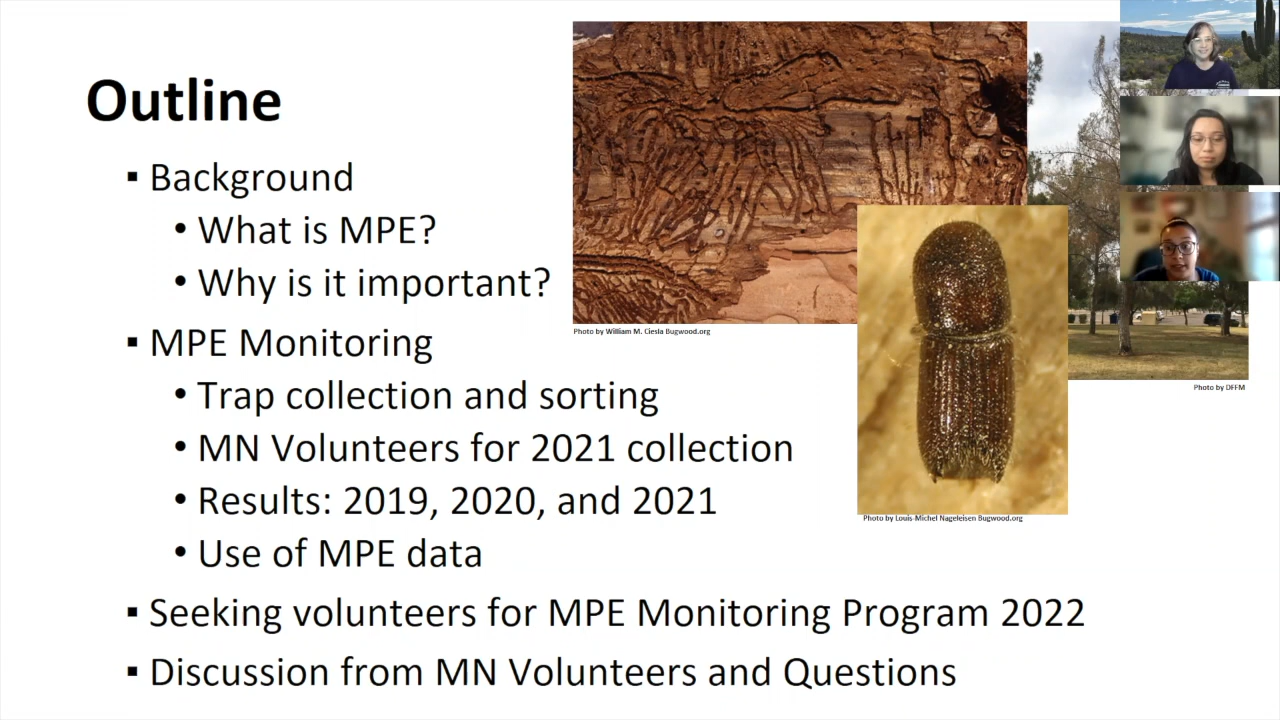 Outline
▪ Background
• What is MPE?
• Why is it important?
▪ MPE Monitoring
• Trap collection and sorting
• MN Volunteers for 2021 collection
• Results: 2019, 2020, and 2021
• Use of MPE data
▪ Seeking volunteers for MPE Monitoring Program 2022
▪ Discussion from MN Volunteers and Questions
Photo by William M. Ciesla Bugwood.org
Photo by DFFM
Photo by Louis-Michel Nageleisen Bugwood.org